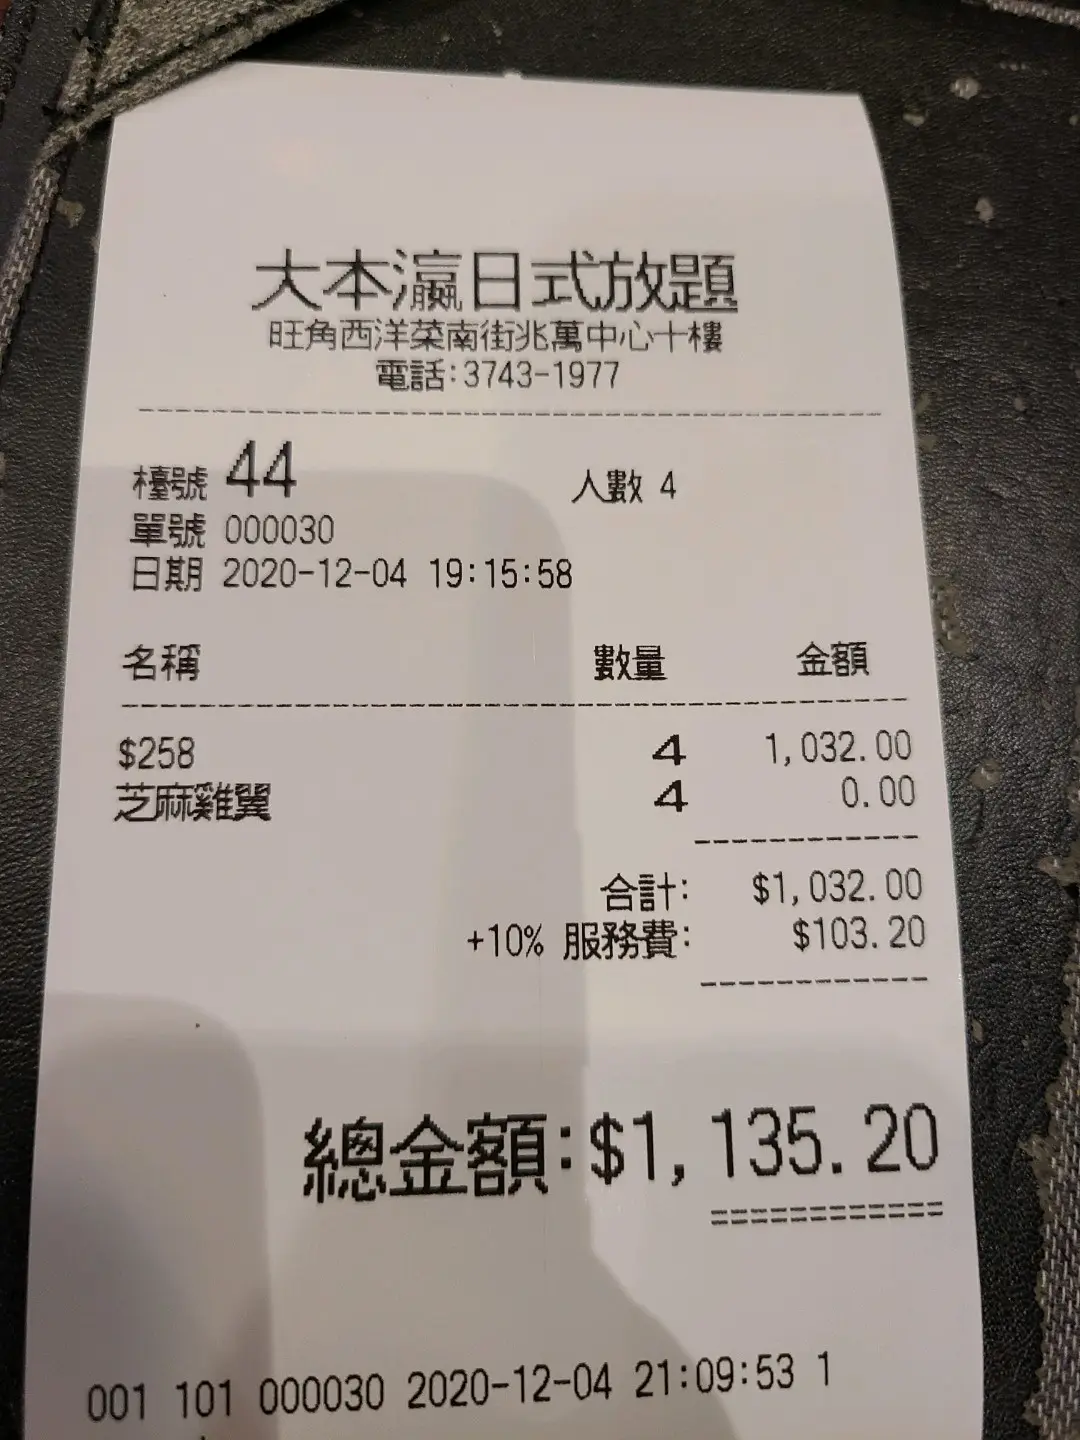 大本瀛日式放題
旺角西洋菜南街兆萬中心十樓
電話:3743-1977
檯號 44 人數 4
單號 000030
日期 2020-12-04 19:15:58
名稱 數量 金額
$258 4 1,032.00
芝麻雞翼 4 0.00
合計: $1,032.00
+10% 服務費: $103.20
總金額:$1,135.20
001 101 000030 2020-12-04 21:09:53 1